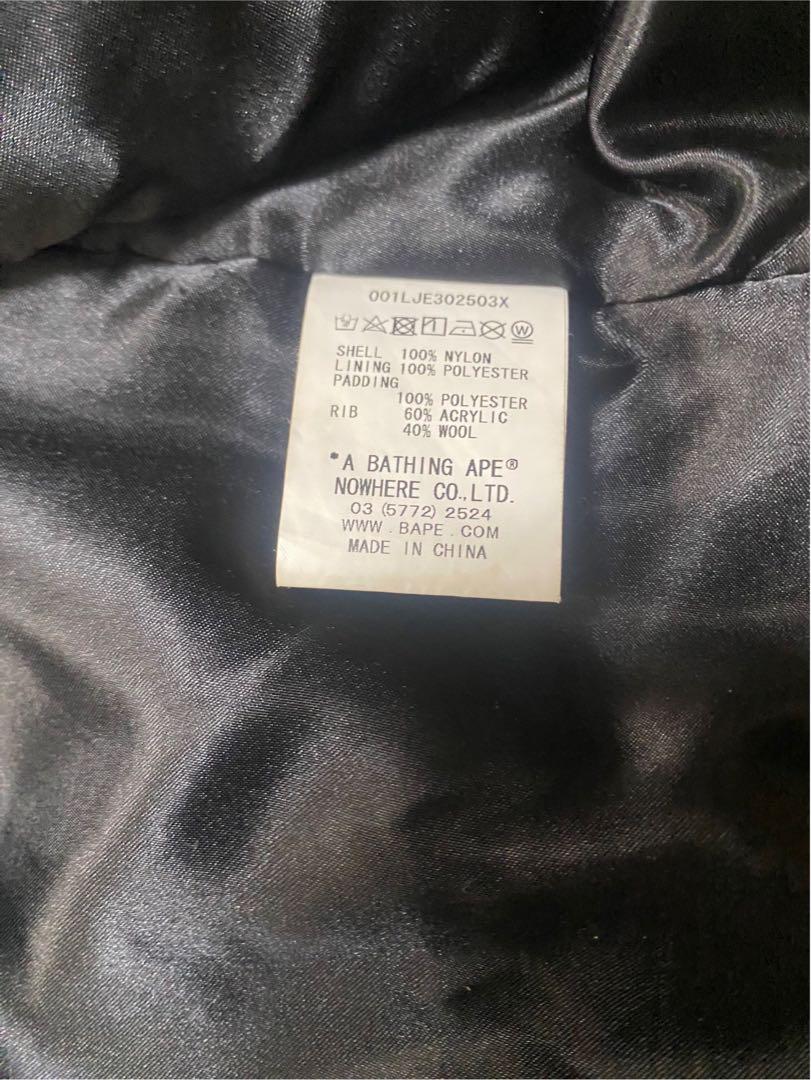 001LJE302503X
SHELL 100% NYLON
LINING 100% POLYESTER
PADDING
100% POLYESTER
RIB 60% ACRYLIC
40% WOOL
*A BATHING APE®
NOWHERE CO.,LTD.
03 (5772) 2524
WWW.BAPE.COM
MADE IN CHINA